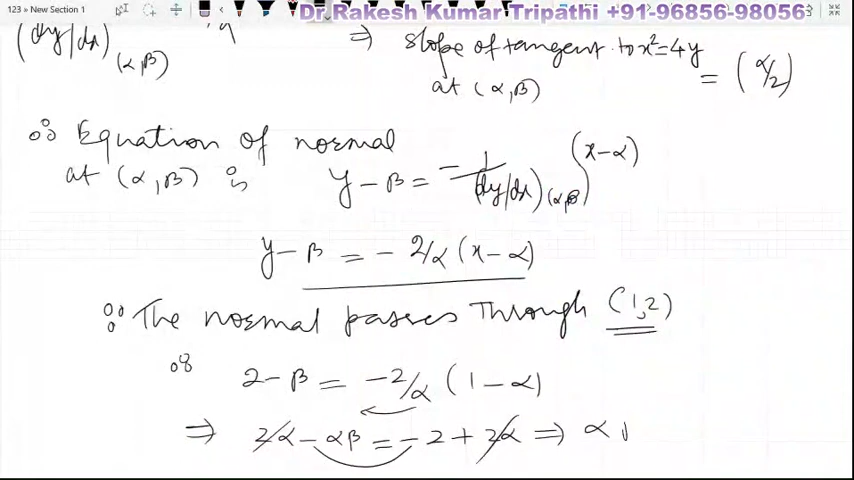 123 » New Section 1
Dr Rakesh Kumar Tripathi +91-96856-98056
(dy/dx)(α,β)
⇒ slope of tangent to x²=4y
at (α,β) = (α/2)
∴ Equation of normal
at (α,β) is y-β = -1/(dy/dx)(α,β) (x-α)
y-β = -2/α (x-α)
∵ The normal passes through (1,2)
∴ 2-β = -2/α (1-α)
⇒ 2α - αβ = -2 + 2α ⇒ α